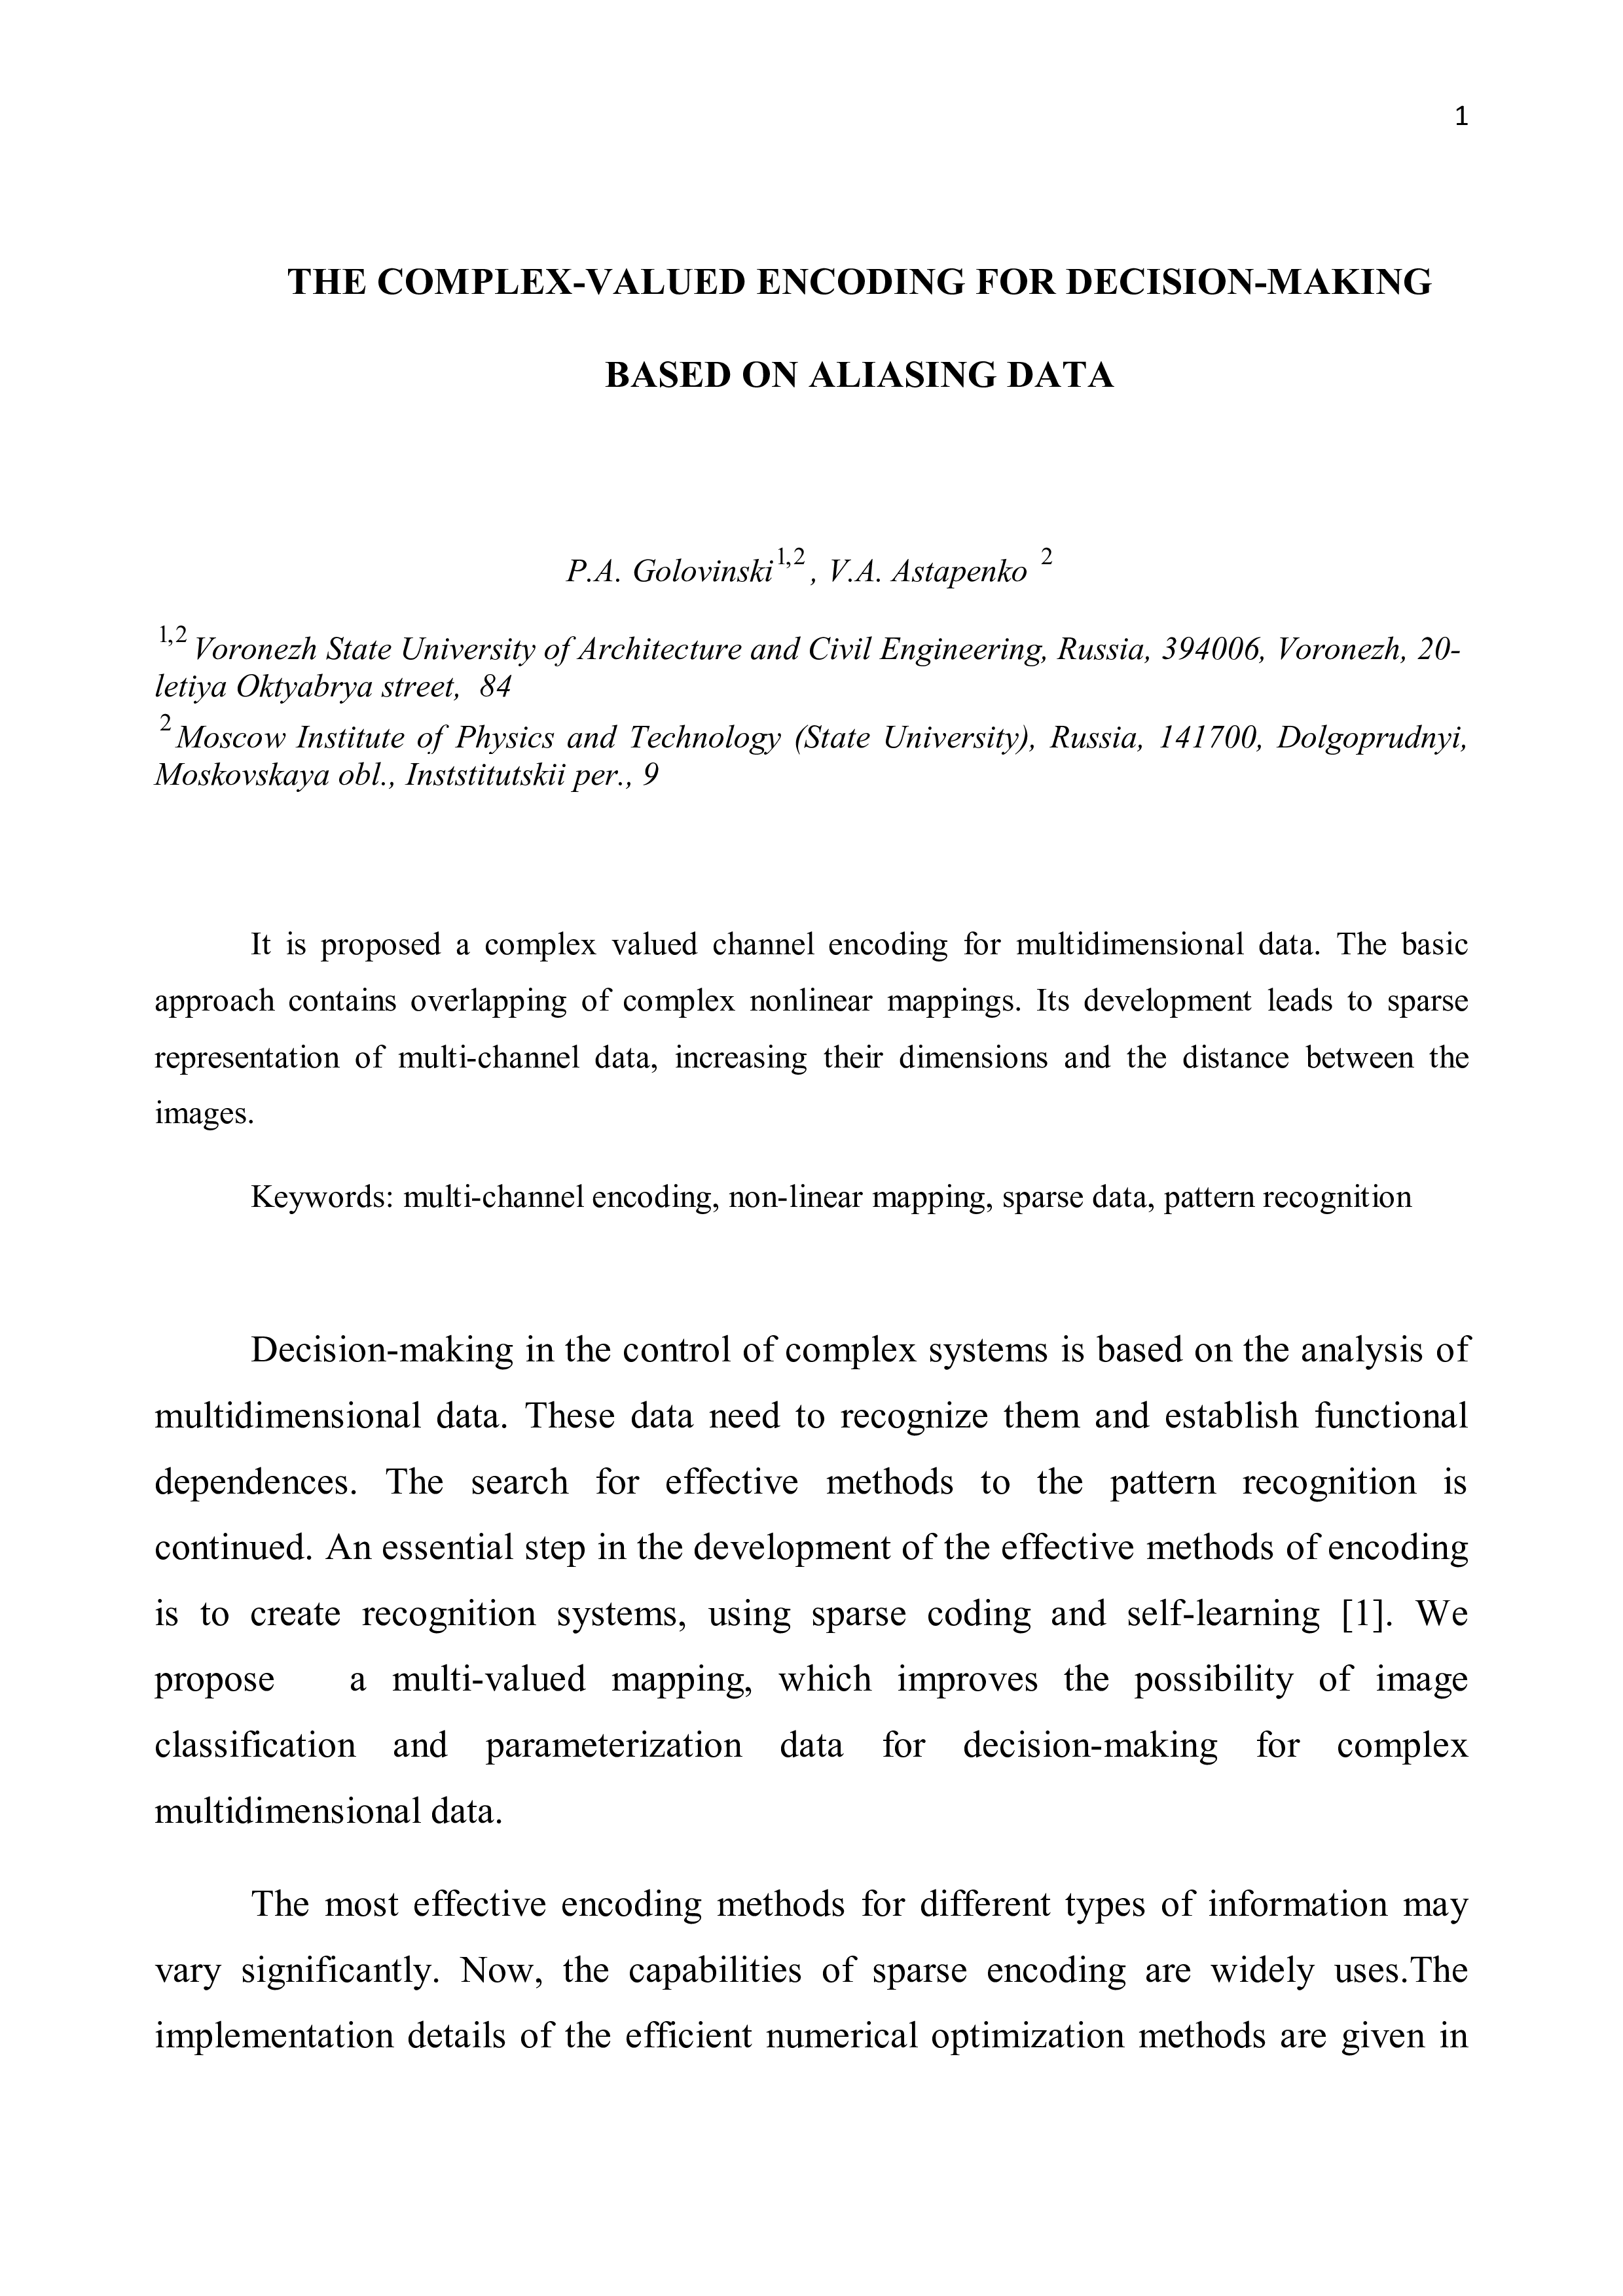 1
THE COMPLEX-VALUED ENCODING FOR DECISION-MAKING
BASED ON ALIASING DATA
P.A. Golovinski 1,2 , V.A. Astapenko 2
1,2 Voronezh State University of Architecture and Civil Engineering, Russia, 394006, Voronezh, 20-
letiya Oktyabrya street, 84
2 Moscow Institute of Physics and Technology (State University), Russia, 141700, Dolgoprudnyi,
Moskovskaya obl., Inststitutskii per., 9
It is proposed a complex valued channel encoding for multidimensional data. The basic
approach contains overlapping of complex nonlinear mappings. Its development leads to sparse
representation of multi-channel data, increasing their dimensions and the distance between the
images.
Keywords: multi-channel encoding, non-linear mapping, sparse data, pattern recognition
Decision-making in the control of complex systems is based on the analysis of
multidimensional data. These data need to recognize them and establish functional
dependences. The search for effective methods to the pattern recognition is
continued. An essential step in the development of the effective methods of encoding
is to create recognition systems, using sparse coding and self-learning [1]. We
propose a multi-valued mapping, which improves the possibility of image
classification and parameterization data for decision-making for complex
multidimensional data.
The most effective encoding methods for different types of information may
vary significantly. Now, the capabilities of sparse encoding are widely uses.The
implementation details of the efficient numerical optimization methods are given in